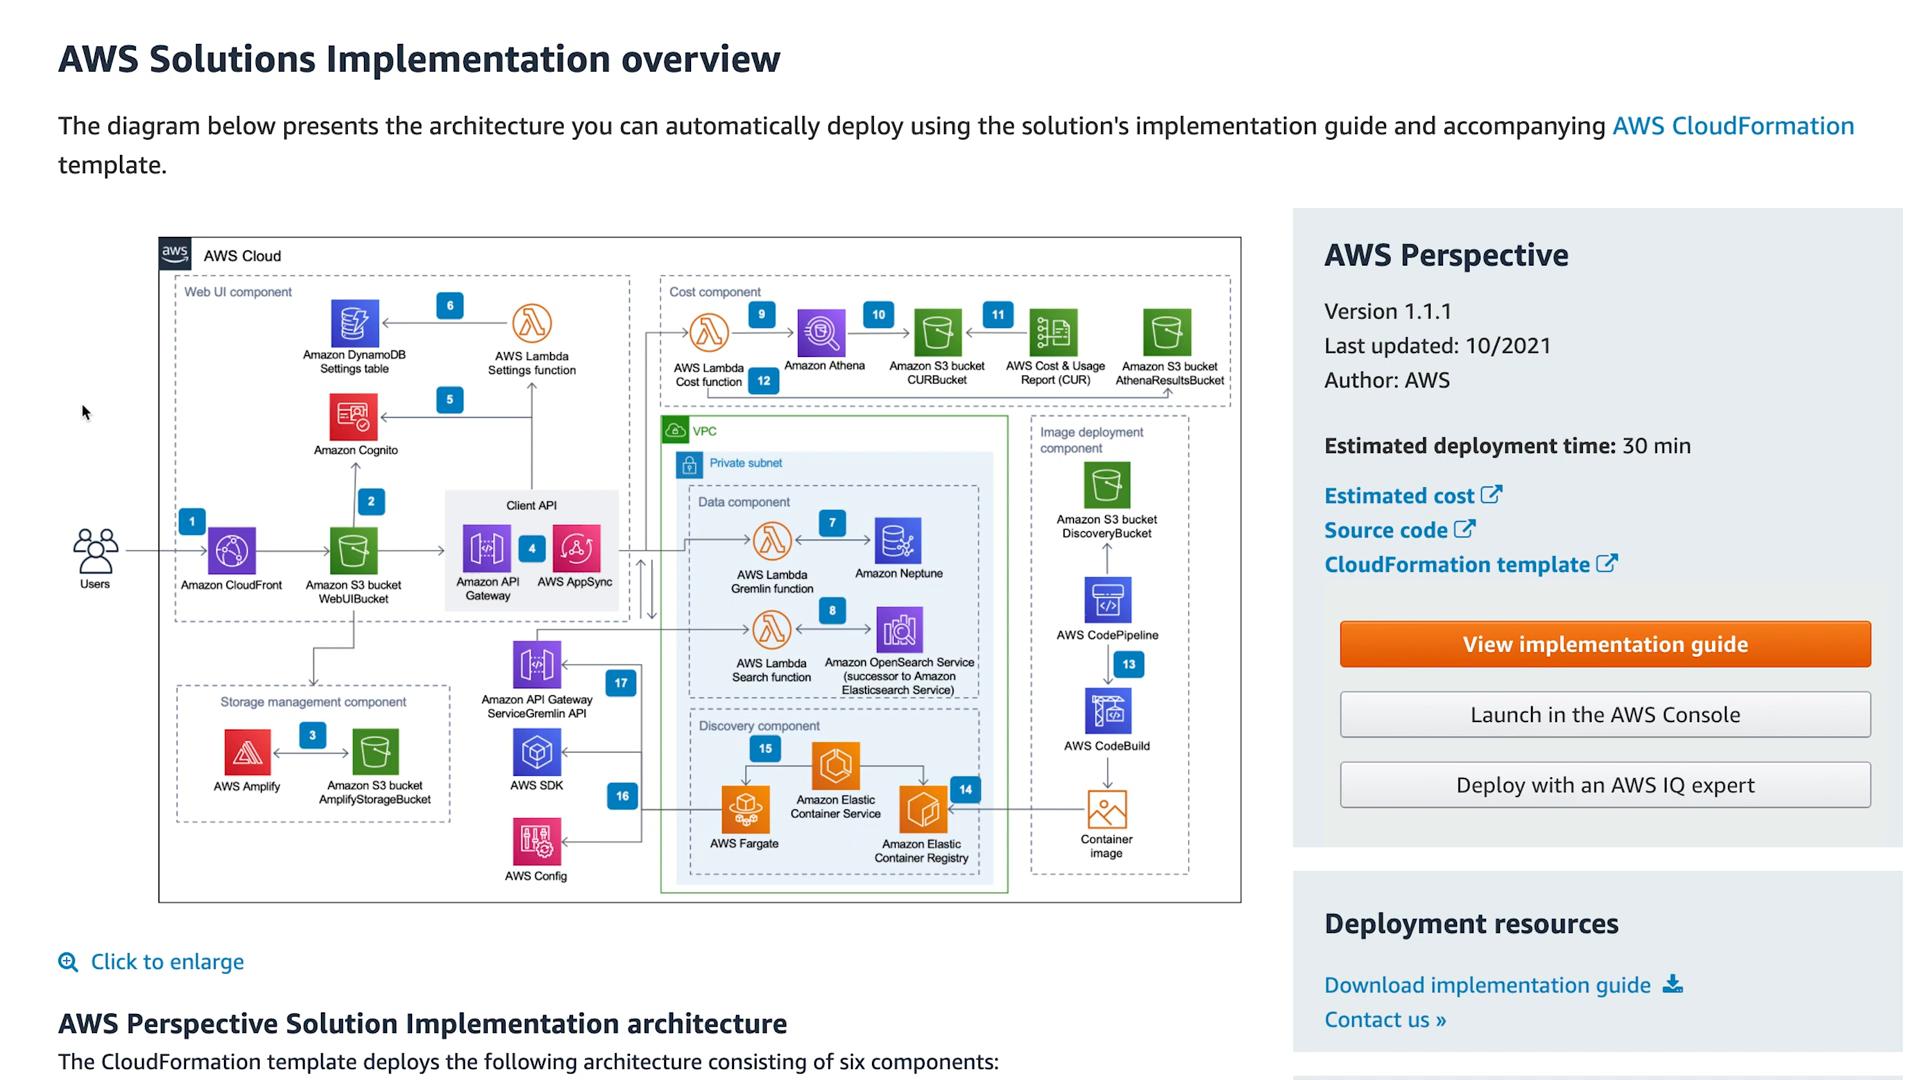 AWS Solutions Implementation overview
The diagram below presents the architecture you can automatically deploy using the solution's implementation guide and accompanying AWS CloudFormation
template.
aws
AWS Cloud
Web UI component
6
Amazon DynamoDB
Settings table
AWS Lambda
Settings function
5
Amazon Cognito
2
1
Client API
4
Users
Amazon CloudFront
Amazon S3 bucket
WebUIBucket
Amazon API
Gateway
AWS AppSync
Storage management component
3
AWS Amplify
Amazon S3 bucket
AmplifyStorageBucket
Cost component
9
10
11
AWS Lambda
Cost function
12
Amazon Athena
Amazon S3 bucket
CURBucket
AWS Cost & Usage
Report (CUR)
Amazon S3 bucket
AthenaResultsBucket
VPC
Private subnet
Data component
7
AWS Lambda
Gremlin function
Amazon Neptune
8
AWS Lambda
Search function
Amazon OpenSearch Service
(successor to Amazon
Elasticsearch Service)
17
Amazon API Gateway
ServiceGremlin API
AWS SDK
16
AWS Config
Discovery component
15
Amazon Elastic
Container Service
14
AWS Fargate
Amazon Elastic
Container Registry
Image deployment
component
Amazon S3 bucket
DiscoveryBucket
AWS CodePipeline
13
AWS CodeBuild
Container
image
Click to enlarge
AWS Perspective Solution Implementation architecture
The CloudFormation template deploys the following architecture consisting of six components:
AWS Perspective
Version 1.1.1
Last updated: 10/2021
Author: AWS
Estimated deployment time: 30 min
Estimated cost
Source code
CloudFormation template
View implementation guide
Launch in the AWS Console
Deploy with an AWS IQ expert
Deployment resources
Download implementation guide
Contact us »